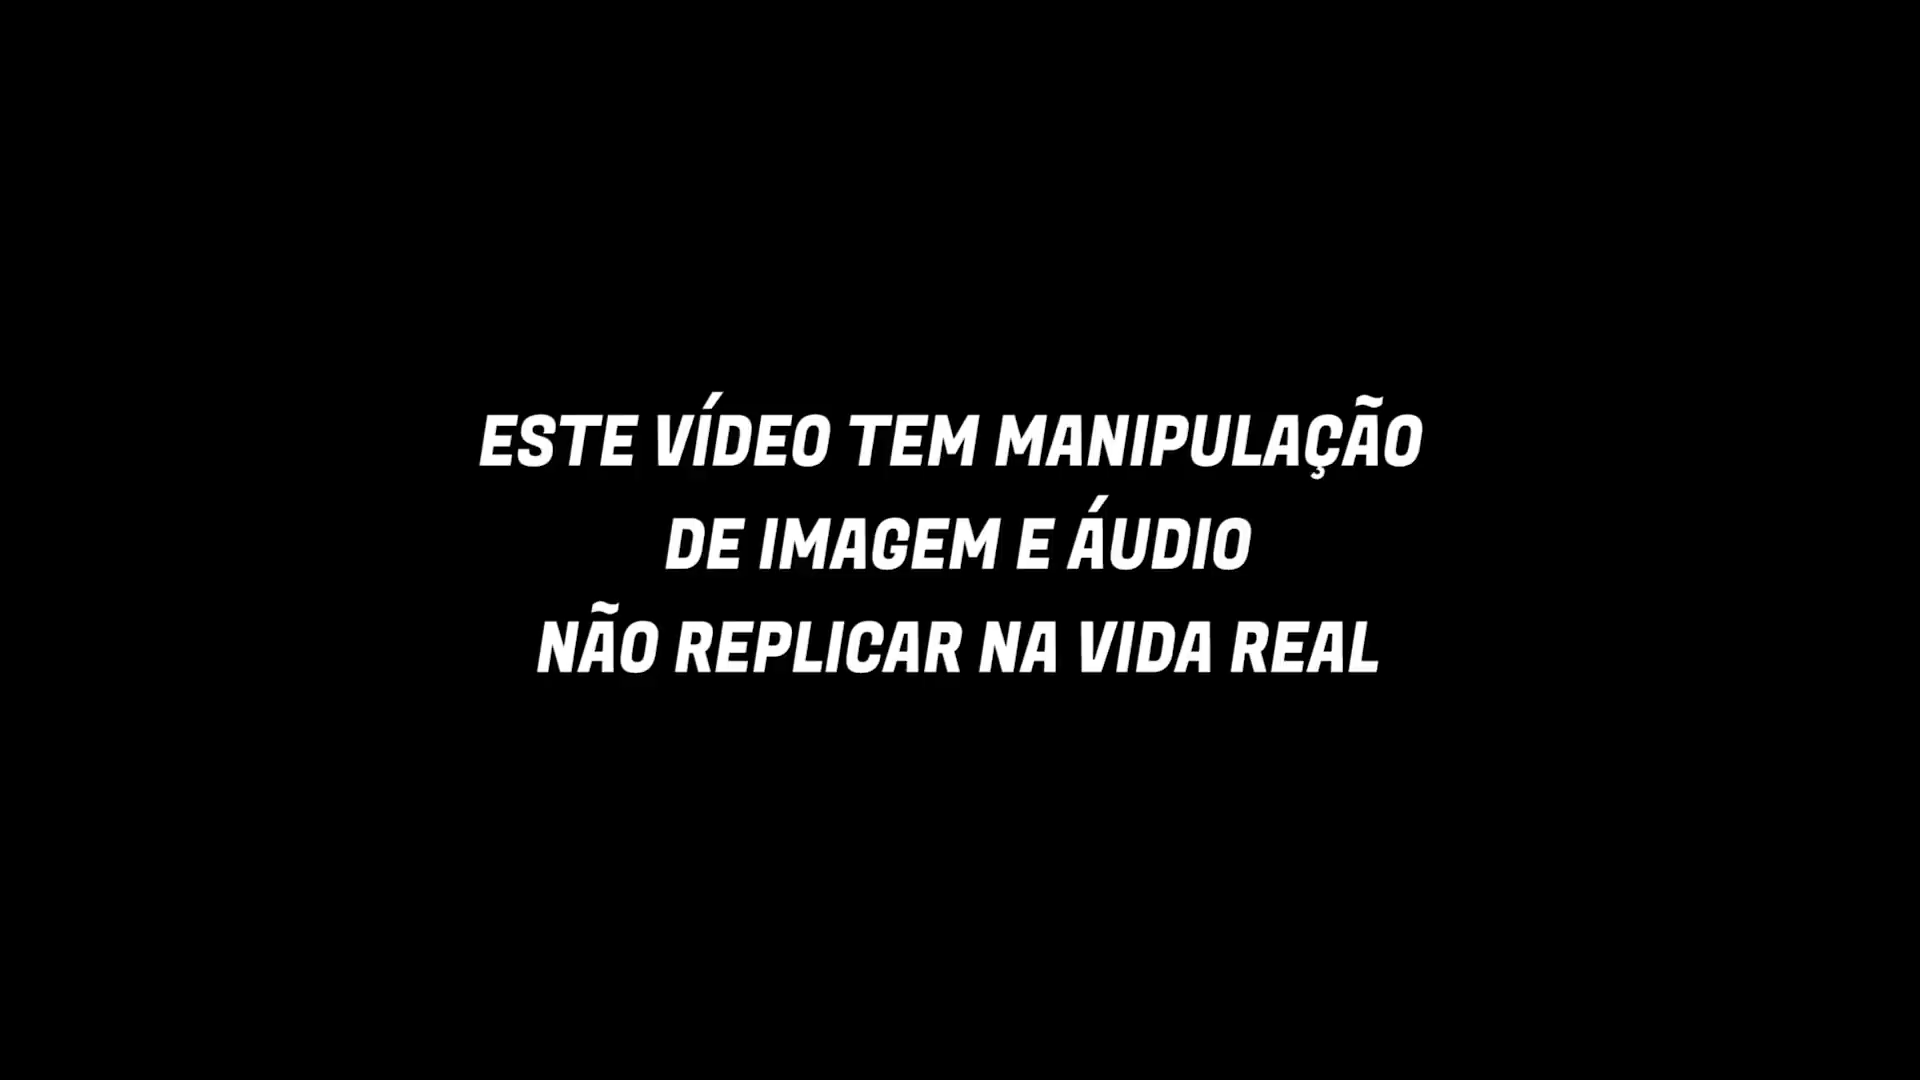 ESTE VÍDEO TEM MANIPULAÇÃO
DE IMAGEM E ÁUDIO
NÃO REPLICAR NA VIDA REAL